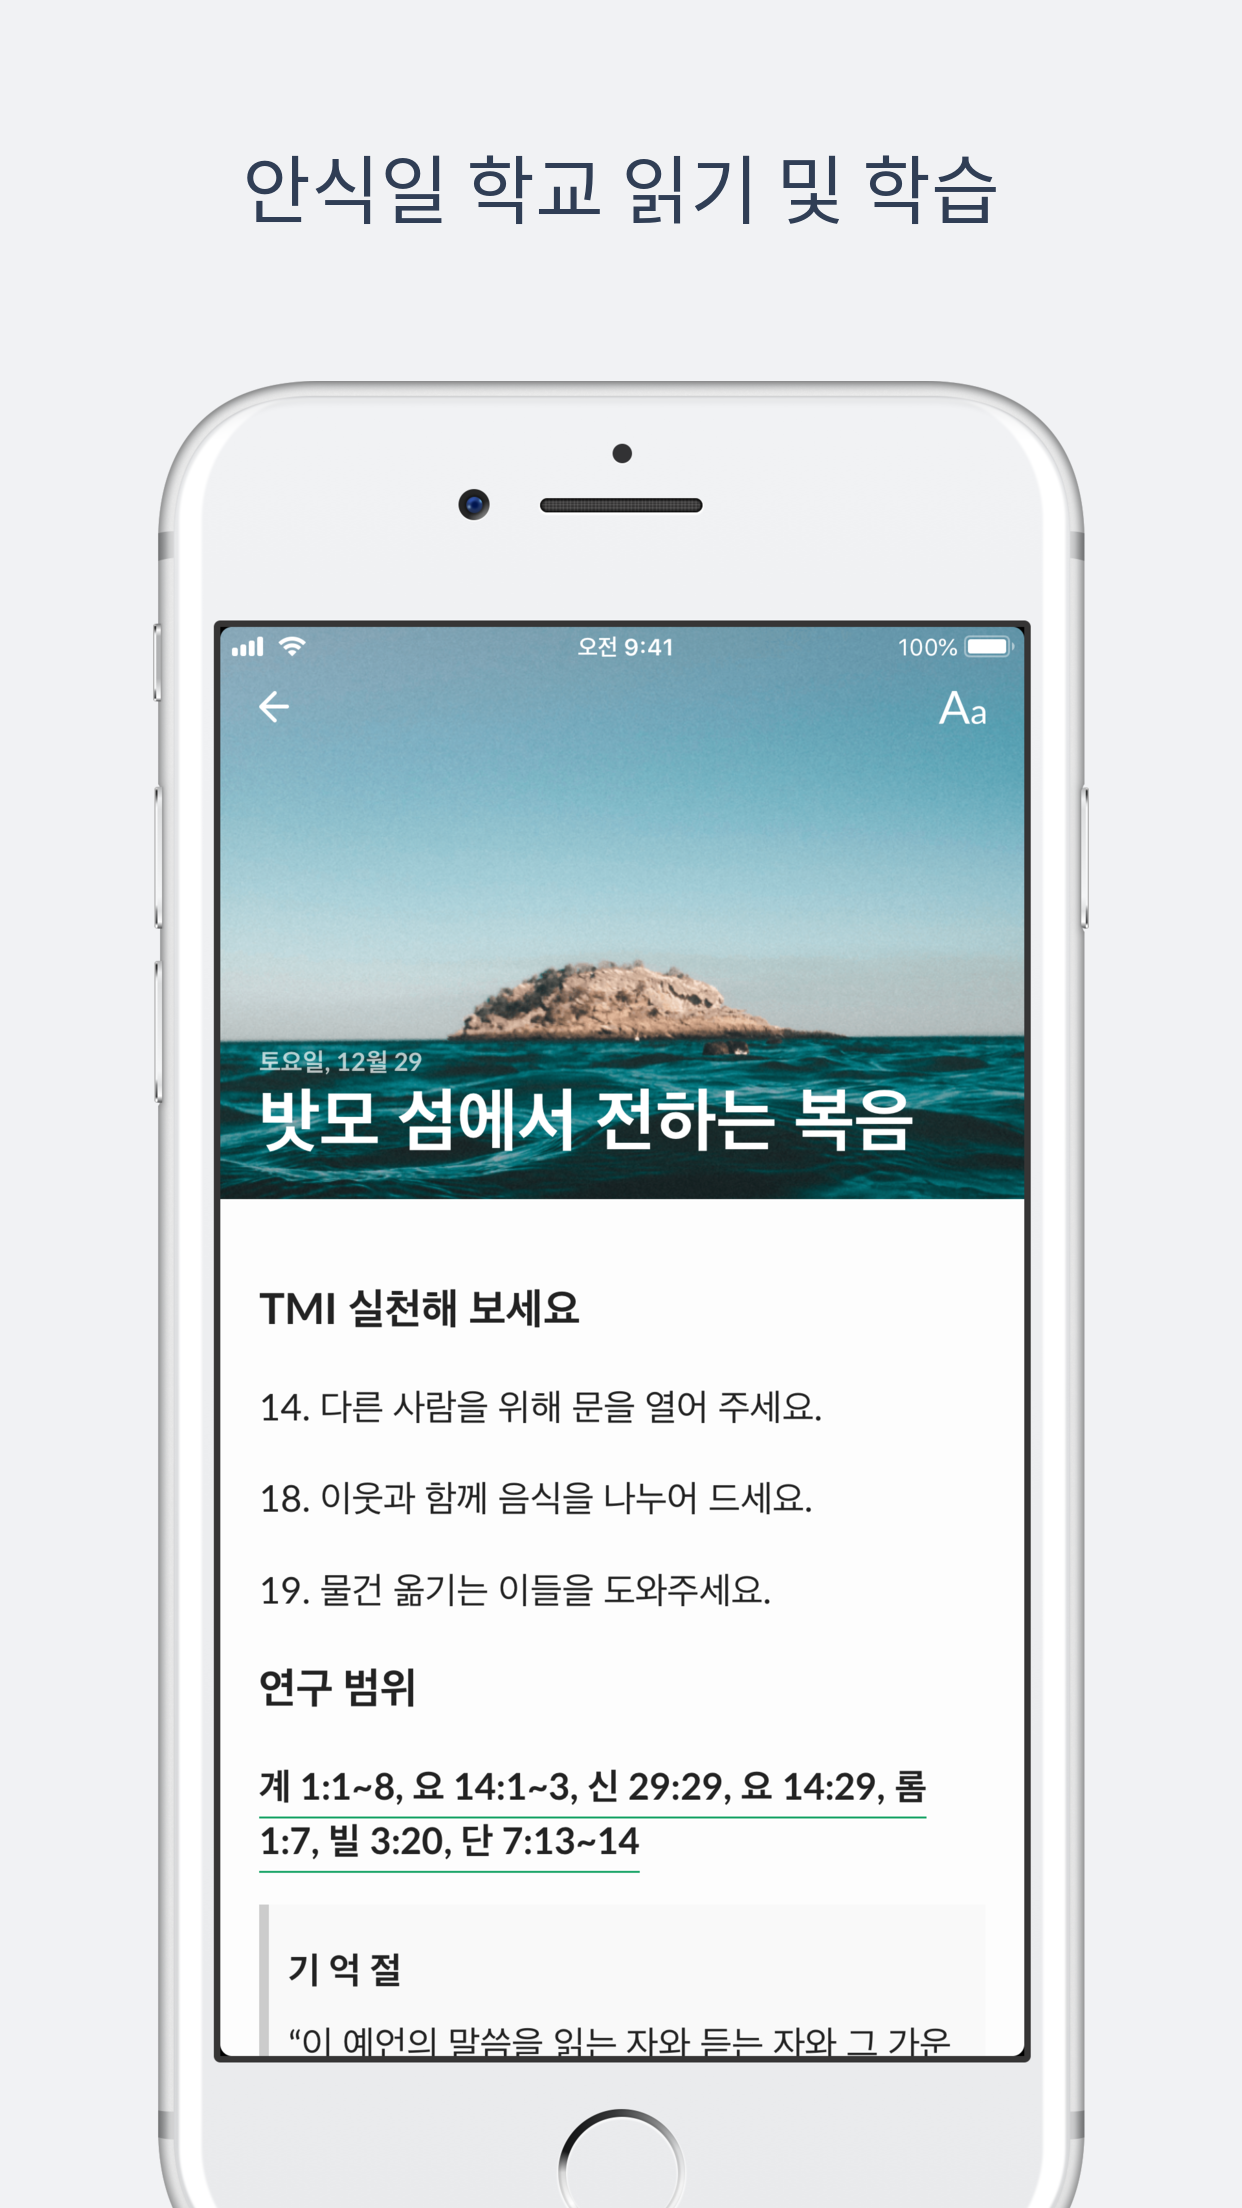 안식일 학교 읽기 및 학습
오전 9:41
100%
Aa
토요일, 12월 29
밧모 섬에서 전하는 복음
TMI 실천해 보세요
14. 다른 사람을 위해 문을 열어 주세요.
18. 이웃과 함께 음식을 나누어 드세요.
19. 물건 옮기는 이들을 도와주세요.
연구 범위
계 1:1~8, 요 14:1~3, 신 29:29, 요 14:29, 롬
1:7, 빌 3:20, 단 7:13~14
기 억 절
“이 예언의 말씀을 읽는 자와 듣는 자와 그 가운